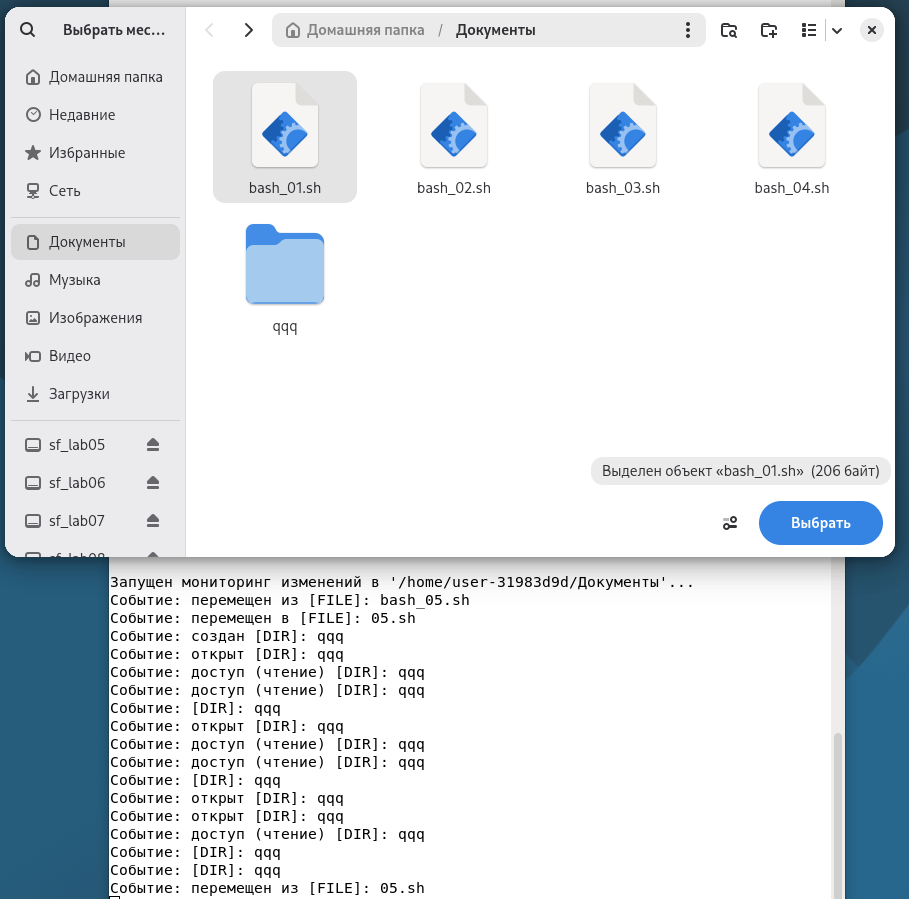 Выбрать мес...
Домашняя папка / Документы
Домашняя папка
Недавние
Избранные
Сеть
Документы
Музыка
Изображения
Видео
Загрузки
sf_lab05
sf_lab06
sf_lab07
sf_lab08
bash_01.sh
bash_02.sh
bash_03.sh
bash_04.sh
qqq
Выделен объект «bash_01.sh» (206 байт)
Выбрать
Запущен мониторинг изменений в '/home/user-31983d9d/Документы'...
Событие: перемещен из [FILE]: bash_05.sh
Событие: перемещен в [FILE]: 05.sh
Событие: создан [DIR]: qqq
Событие: открыт [DIR]: qqq
Событие: доступ (чтение) [DIR]: qqq
Событие: доступ (чтение) [DIR]: qqq
Событие: [DIR]: qqq
Событие: открыт [DIR]: qqq
Событие: доступ (чтение) [DIR]: qqq
Событие: доступ (чтение) [DIR]: qqq
Событие: [DIR]: qqq
Событие: открыт [DIR]: qqq
Событие: открыт [DIR]: qqq
Событие: доступ (чтение) [DIR]: qqq
Событие: [DIR]: qqq
Событие: [DIR]: qqq
Событие: перемещен из [FILE]: 05.sh